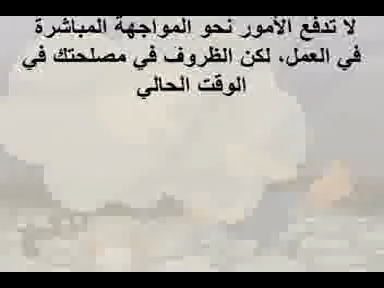 لا تدفع الأمور نحو المواجهة المباشرة
في العمل، لكن الظروف في مصلحتك في
الوقت الحالي